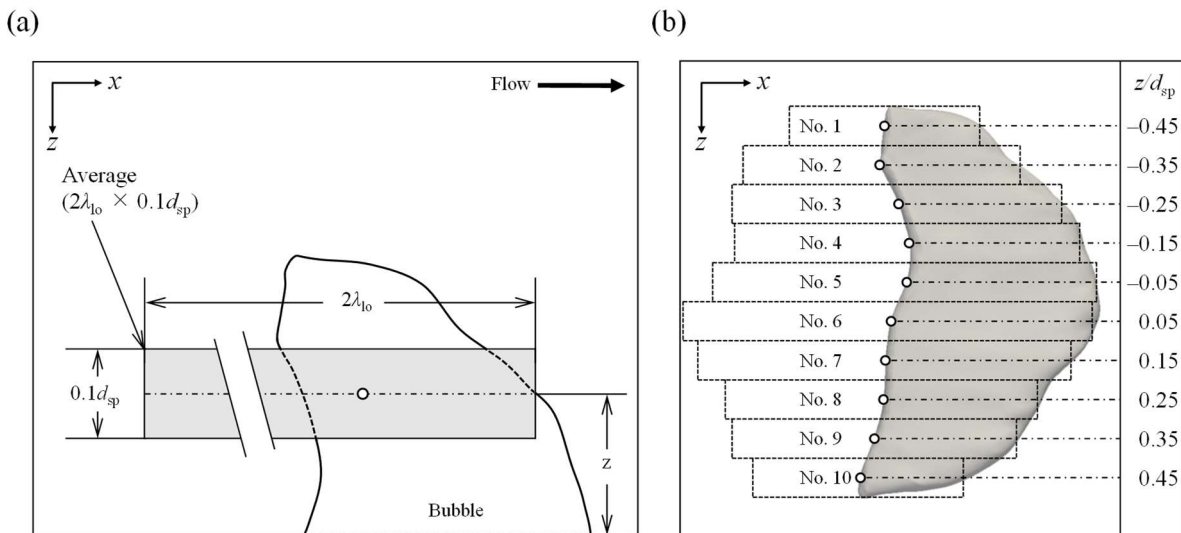 (a)
x
z
Flow
Average
(2λlo × 0.1dsp)
2λlo
0.1dsp
z
Bubble
(b)
x
z
z/dsp
No. 1
–0.45
No. 2
–0.35
No. 3
–0.25
No. 4
–0.15
No. 5
–0.05
No. 6
0.05
No. 7
0.15
No. 8
0.25
No. 9
0.35
No. 10
0.45